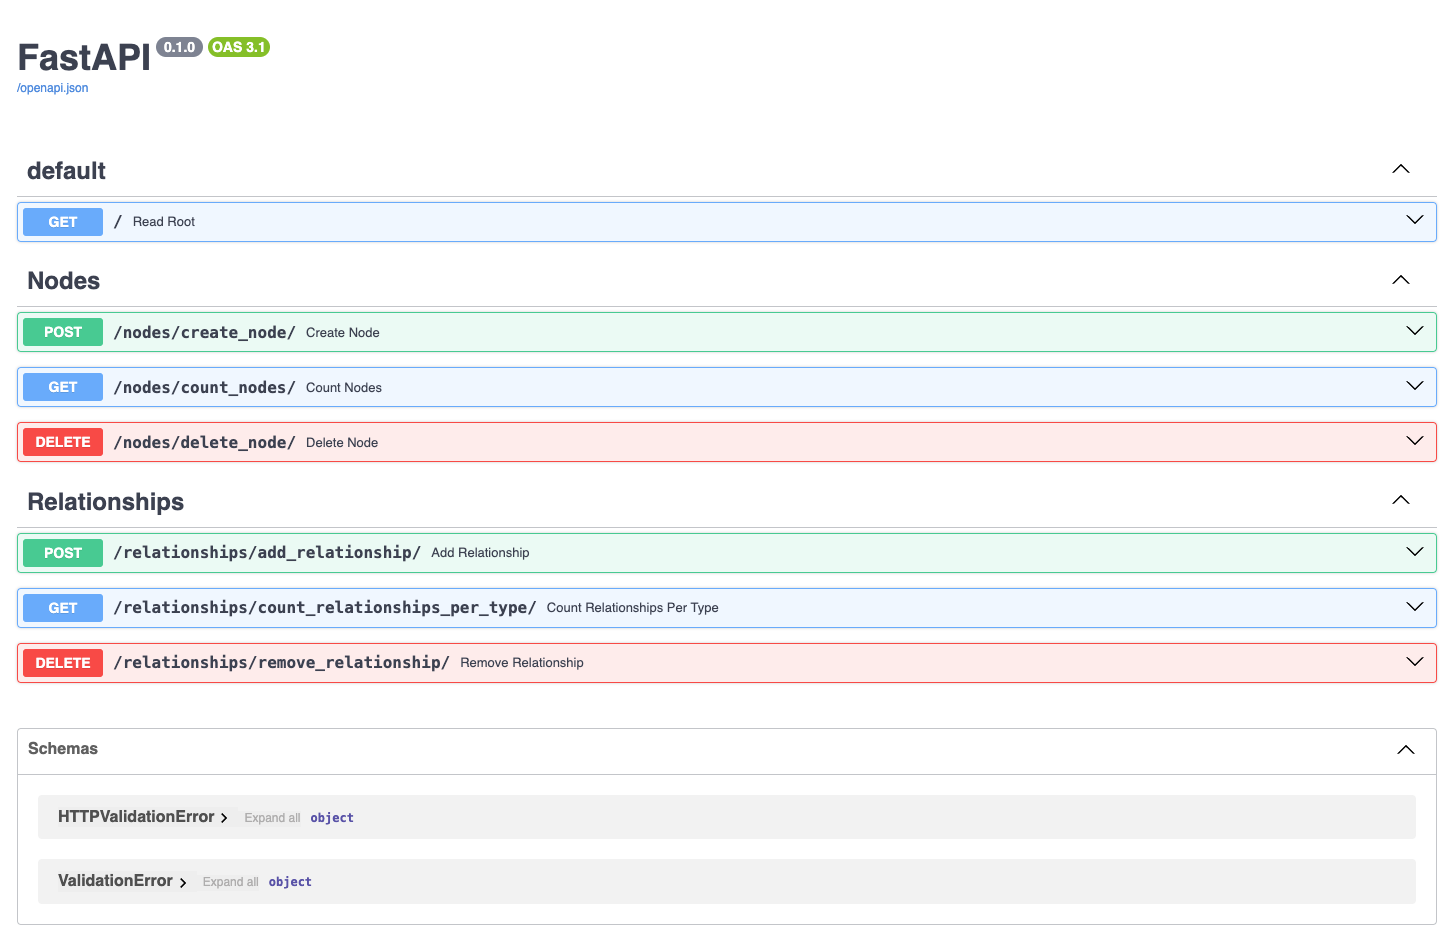 FastAPI 0.1.0 OAS 3.1
/openapi.json
default
GET / Read Root
Nodes
POST /nodes/create_node/ Create Node
GET /nodes/count_nodes/ Count Nodes
DELETE /nodes/delete_node/ Delete Node
Relationships
POST /relationships/add_relationship/ Add Relationship
GET /relationships/count_relationships_per_type/ Count Relationships Per Type
DELETE /relationships/remove_relationship/ Remove Relationship
Schemas
HTTPValidationError Expand all object
ValidationError Expand all object